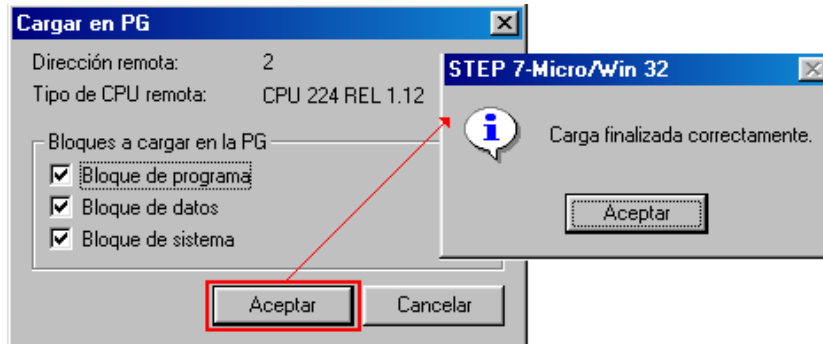 Cargar en PG
Dirección remota: 2
Tipo de CPU remota: CPU 224 REL 1.12
Bloques a cargar en la PG
Bloque de programa
Bloque de datos
Bloque de sistema
Aceptar Cancelar
STEP 7-Micro/Win 32
Carga finalizada correctamente.
Aceptar